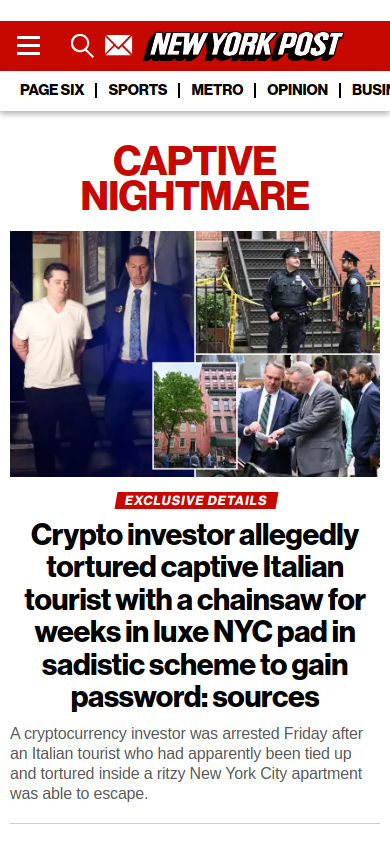 NEW YORK POST
PAGE SIX | SPORTS | METRO | OPINION | BUSI
CAPTIVE
NIGHTMARE
EXCLUSIVE DETAILS
Crypto investor allegedly
tortured captive Italian
tourist with a chainsaw for
weeks in luxe NYC pad in
sadistic scheme to gain
password: sources
A cryptocurrency investor was arrested Friday after
an Italian tourist who had apparently been tied up
and tortured inside a ritzy New York City apartment
was able to escape.